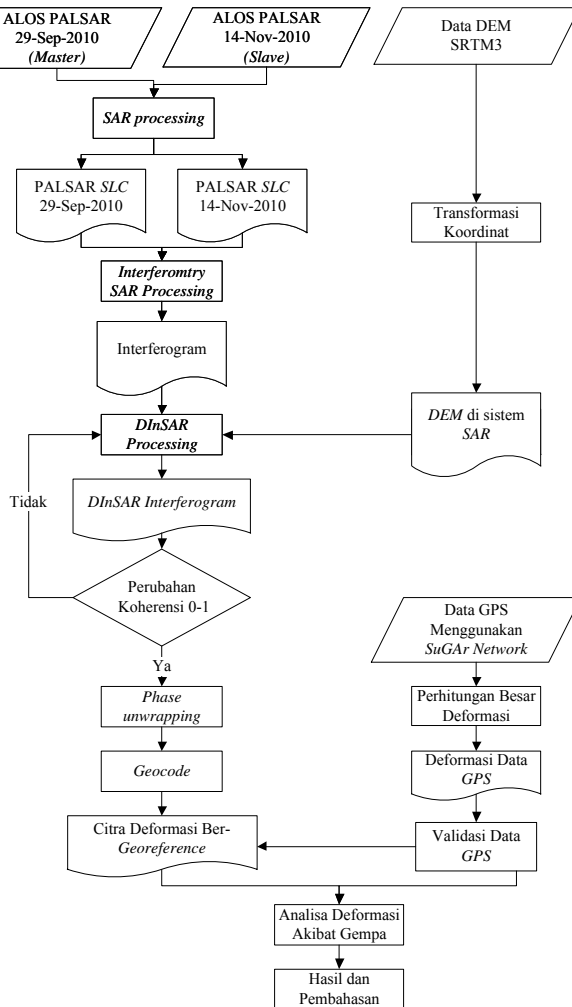 ALOS PALSAR
29-Sep-2010
(Master)
ALOS PALSAR
14-Nov-2010
(Slave)
Data DEM
SRTM3
SAR processing
PALSAR SLC
29-Sep-2010
PALSAR SLC
14-Nov-2010
Transformasi
Koordinat
Interferomtry
SAR Processing
Interferogram
DInSAR
Processing
DEM di sistem
SAR
Tidak
DInSAR Interferogram
Perubahan
Koherensi 0-1
Data GPS
Menggunakan
SuGAr Network
Ya
Phase
unwrapping
Perhitungan Besar
Deformasi
Geocode
Deformasi Data
GPS
Citra Deformasi Ber-
Georeference
Validasi Data
GPS
Analisa Deformasi
Akibat Gempa
Hasil dan
Pembahasan